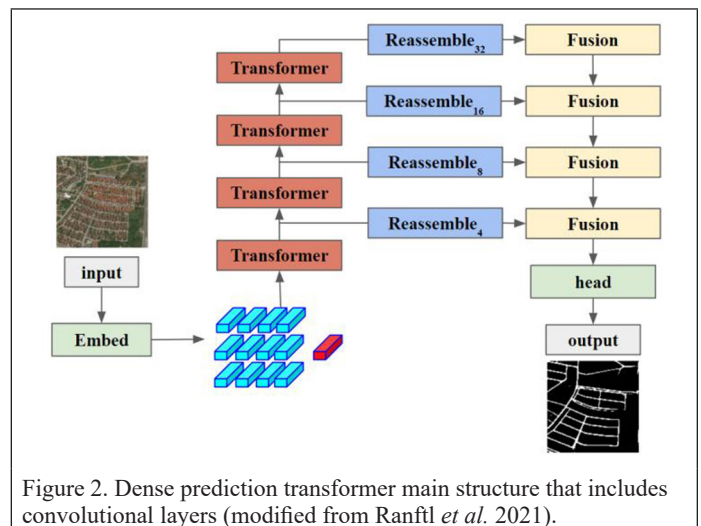 Transformer
Transformer
Transformer
Transformer
Reassemble32
Reassemble16
Reassemble8
Reassemble4
Fusion
Fusion
Fusion
Fusion
input
Embed
head
output
Figure 2. Dense prediction transformer main structure that includes
convolutional layers (modified from Ranftl et al. 2021).